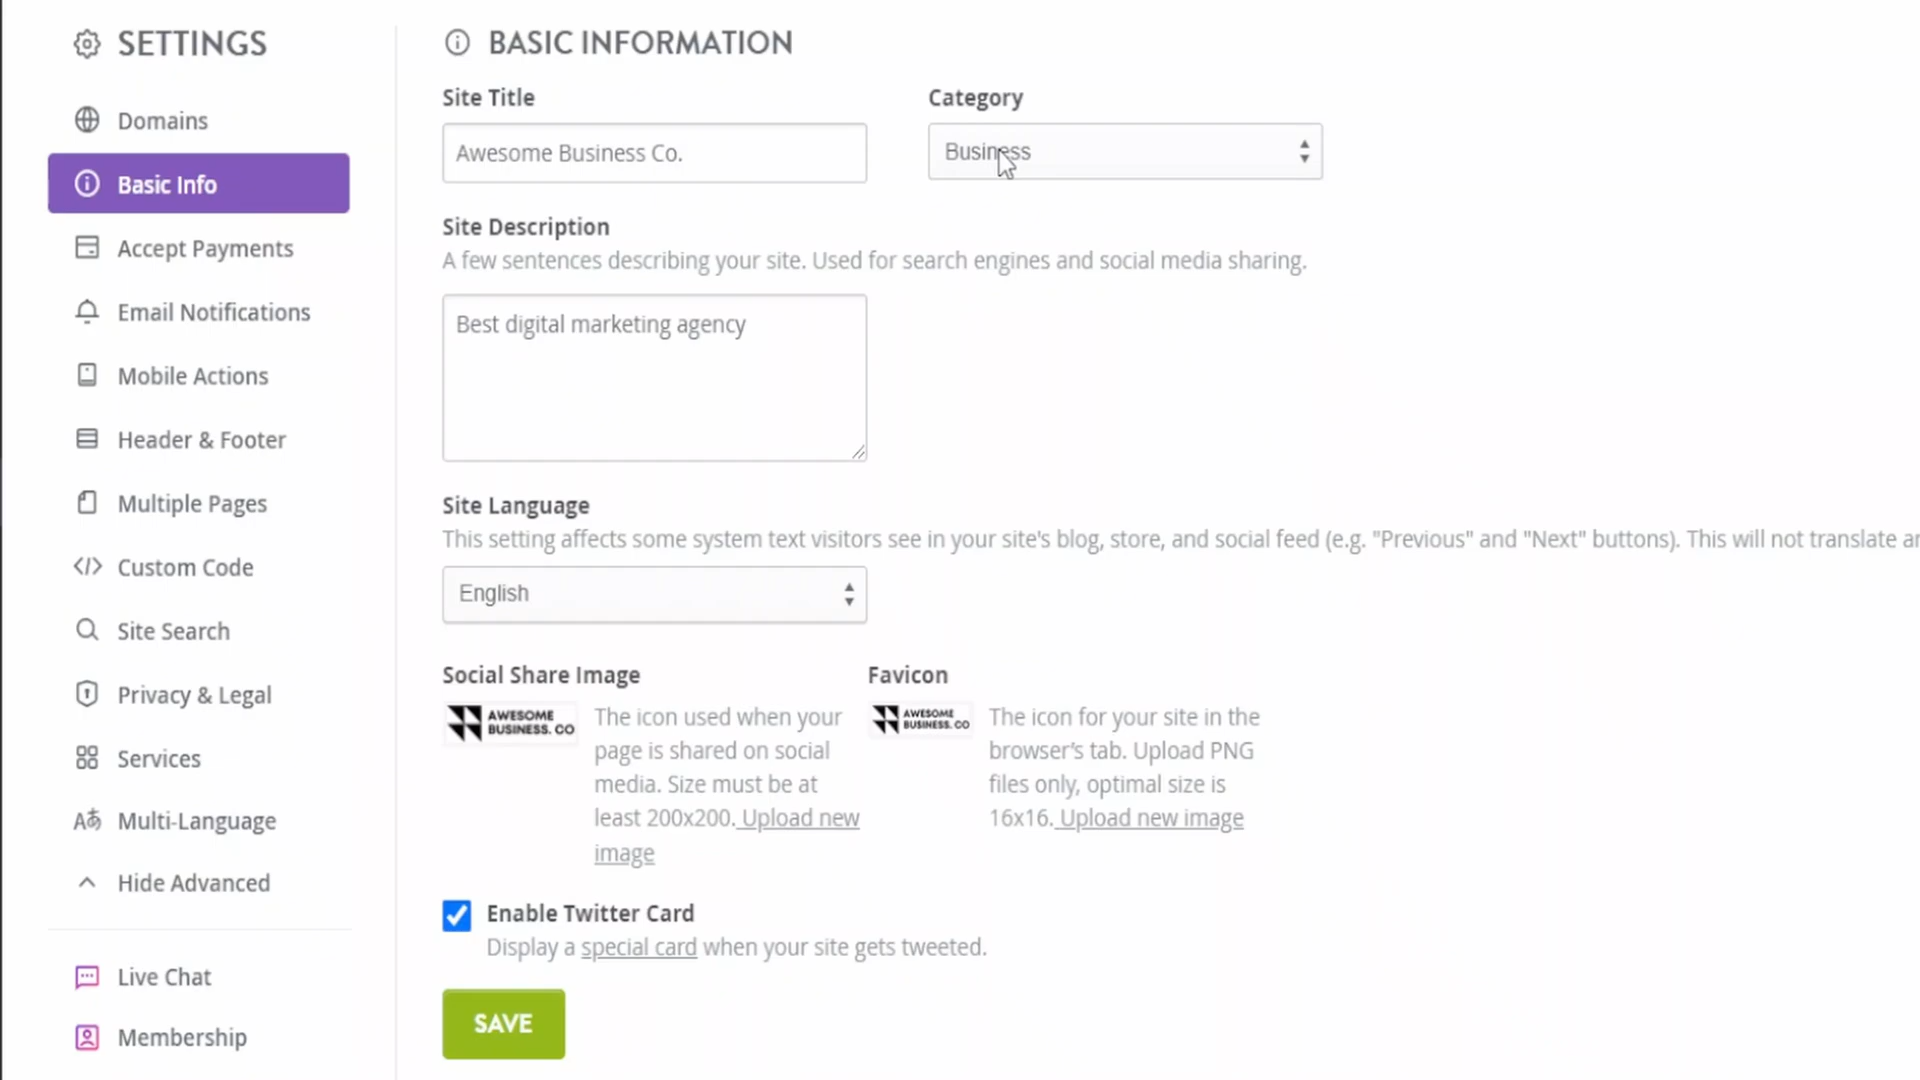 SETTINGS
Domains
Basic Info
Accept Payments
Email Notifications
Mobile Actions
Header & Footer
Multiple Pages
Custom Code
Site Search
Privacy & Legal
Services
Multi-Language
Hide Advanced
Live Chat
Membership
BASIC INFORMATION
Site Title
Awesome Business Co.
Category
Business
Site Description
A few sentences describing your site. Used for search engines and social media sharing.
Best digital marketing agency
Site Language
This setting affects some system text visitors see in your site's blog, store, and social feed (e.g. "Previous" and "Next" buttons). This will not translate
English
Social Share Image
AWESOME
BUSINESS. CO
The icon used when your
page is shared on social
media. Size must be at
least 200x200. Upload new
image
Favicon
AWESOME
BUSINESS. CO
The icon for your site in the
browser’s tab. Upload PNG
files only, optimal size is
16x16. Upload new image
Enable Twitter Card
Display a special card when your site gets tweeted.
SAVE